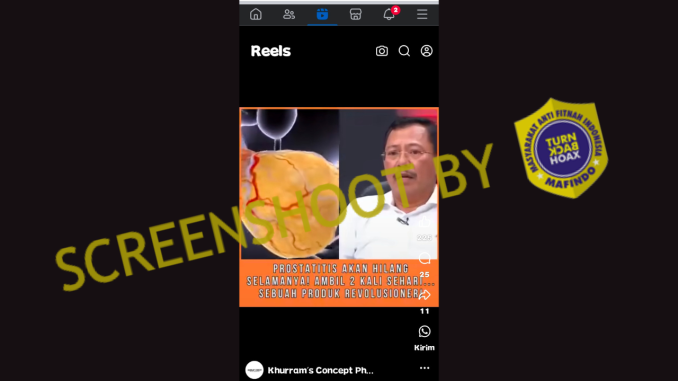 2
Reels
PROSTATITIS AKAN HILANG
SELAMANYA! AMBIL 2 KALI SEHARI...
SEBUAH PRODUK REVOLUSIONER
25
11
Kirim
Khurram's Concept Ph...
SCREENSHOOT BY
MASYARAKAT ANTI FITNAH INDONESIA
TURN
BACK
HOAX
MAFINDO